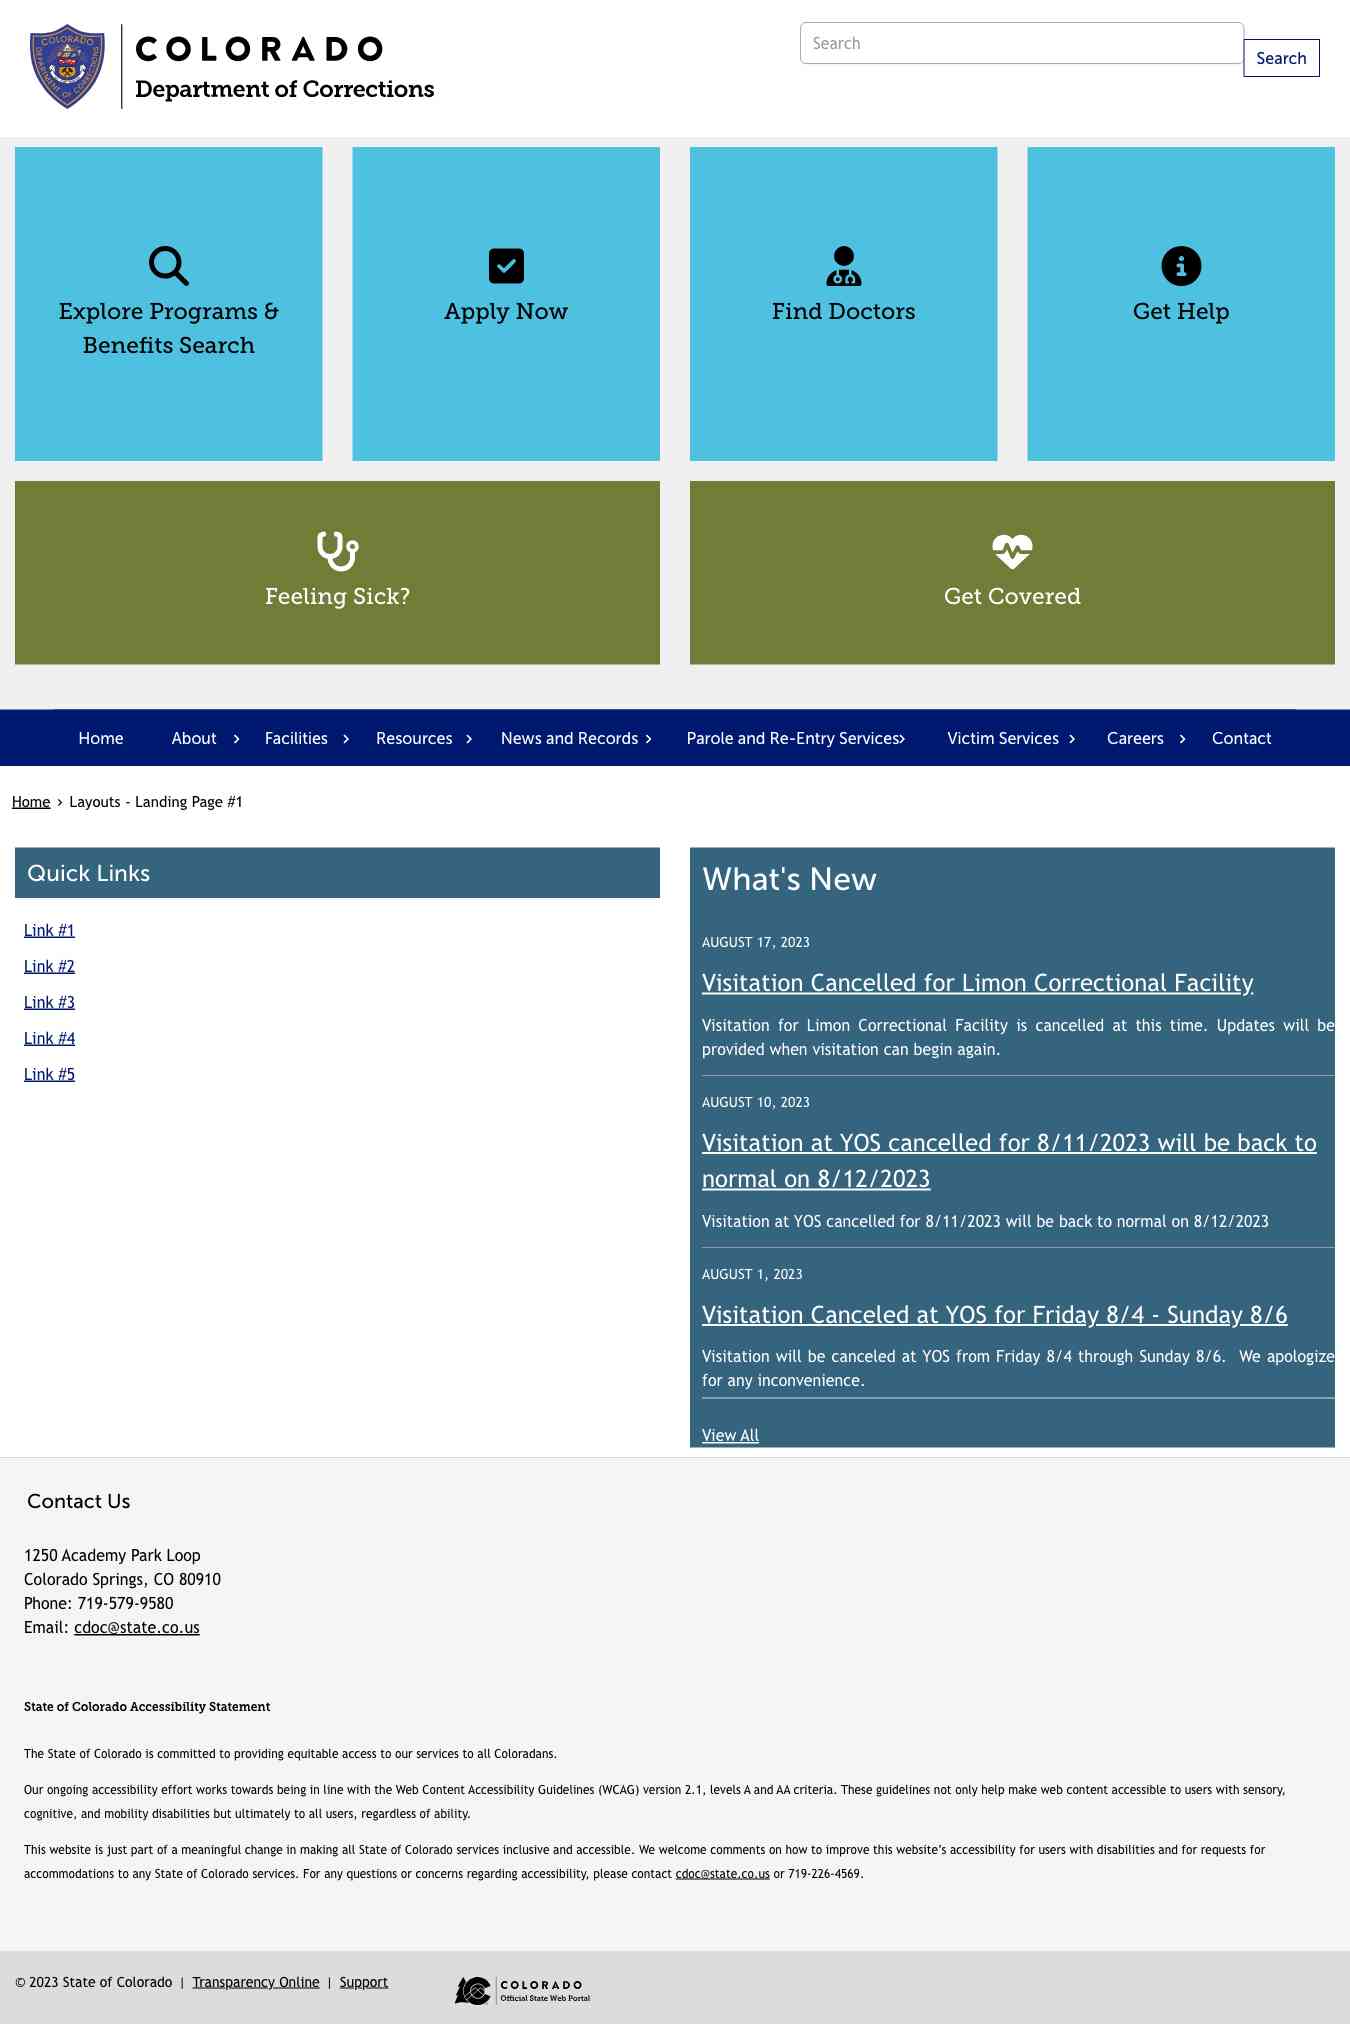 COLORADO
Department of Corrections
Search
Search
Explore Programs &
Benefits Search
Apply Now
Find Doctors
Get Help
Feeling Sick?
Get Covered
Home
About
Facilities
Resources
News and Records
Parole and Re-Entry Services
Victim Services
Careers
Contact
Home › Layouts - Landing Page #1
Quick Links
Link #1
Link #2
Link #3
Link #4
Link #5
What's New
AUGUST 17, 2023
Visitation Cancelled for Limon Correctional Facility
Visitation for Limon Correctional Facility is cancelled at this time. Updates will be
provided when visitation can begin again.
AUGUST 10, 2023
Visitation at YOS cancelled for 8/11/2023 will be back to
normal on 8/12/2023
Visitation at YOS cancelled for 8/11/2023 will be back to normal on 8/12/2023
AUGUST 1, 2023
Visitation Canceled at YOS for Friday 8/4 - Sunday 8/6
Visitation will be canceled at YOS from Friday 8/4 through Sunday 8/6.  We apologize
for any inconvenience.
View All
Contact Us
1250 Academy Park Loop
Colorado Springs, CO 80910
Phone: 719-579-9580
Email: cdoc@state.co.us
State of Colorado Accessibility Statement
The State of Colorado is committed to providing equitable access to our services to all Coloradans.
Our ongoing accessibility effort works towards being in line with the Web Content Accessibility Guidelines (WCAG) version 2.1, levels A and AA criteria. These guidelines not only help make web content accessible to users with sensory,
cognitive, and mobility disabilities but ultimately to all users, regardless of ability.
This website is just part of a meaningful change in making all State of Colorado services inclusive and accessible. We welcome comments on how to improve this website's accessibility for users with disabilities and for requests for
accommodations to any State of Colorado services. For any questions or concerns regarding accessibility, please contact cdoc@state.co.us or 719-226-4569.
© 2023 State of Colorado | Transparency Online | Support
COLORADO
Official State Web Portal